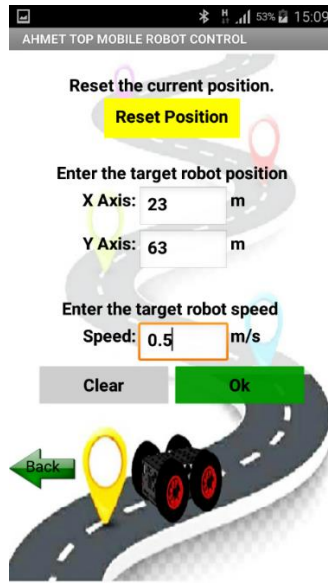 H 53% 15:09
AHMET TOP MOBILE ROBOT CONTROL
Reset the current position.
Reset Position
Enter the target robot position
X Axis: 23 m
Y Axis: 63 m
Enter the target robot speed
Speed: 0.5 m/s
Clear Ok
Back